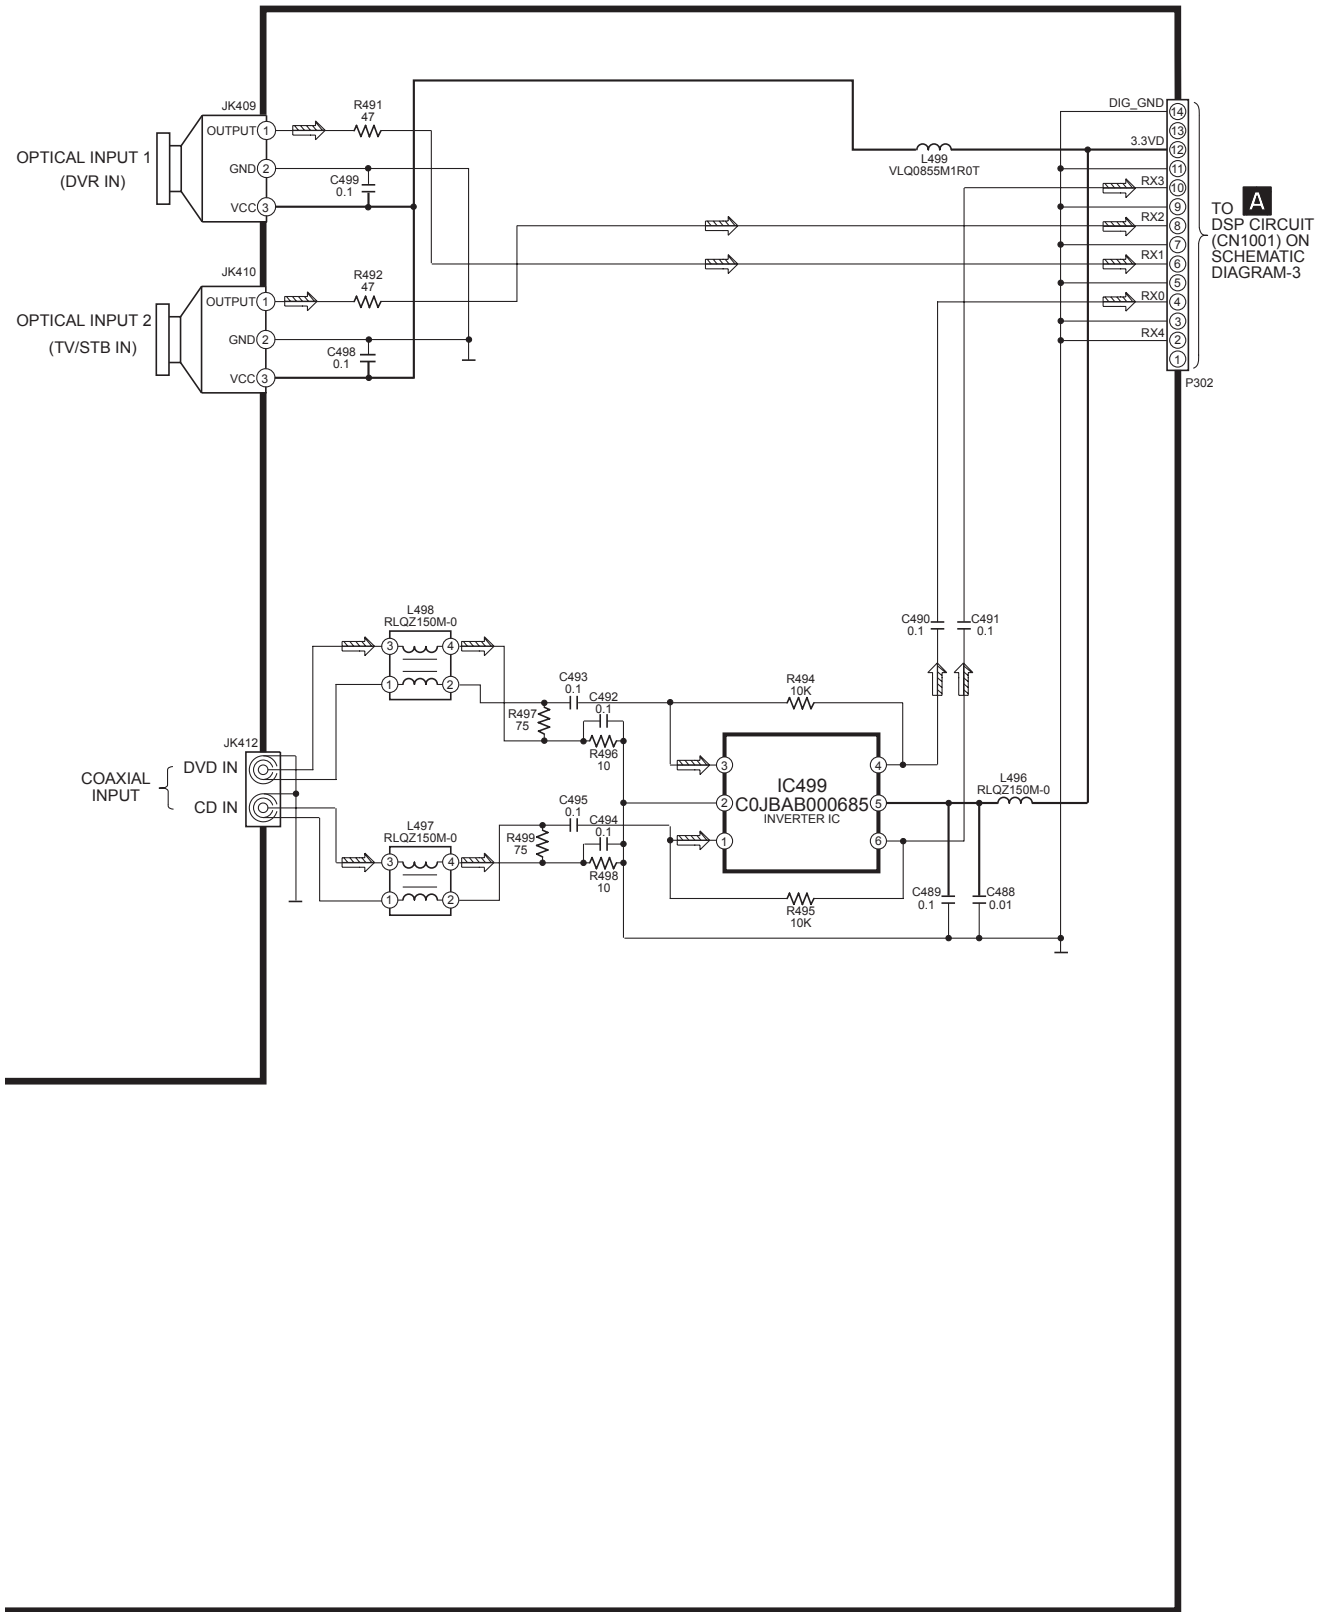 JK409
R491
47
OUTPUT 1
OPTICAL INPUT 1
(DVR IN)
GND 2
C499
0.1
VCC 3
JK410
R492
47
OUTPUT 1
OPTICAL INPUT 2
(TV/STB IN)
GND 2
C498
0.1
VCC 3
L499
VLQ0855M1R0T
DIG_GND 14
13
3.3VD 12
11
RX3 10
9
RX2 8
7
RX1 6
5
RX0 4
3
RX4 2
1
P302
TO A
DSP CIRCUIT
(CN1001) ON
SCHEMATIC
DIAGRAM-3
L498
RLQZ150M-0
3 4
1 2
C490
0.1
C491
0.1
C493
0.1
C492
0.1
R497
75
R496
10
R494
10K
JK412
COAXIAL
INPUT
DVD IN
CD IN
3 4
IC499
2 C0JBAB000685 5
INVERTER IC
1 6
L496
RLQZ150M-0
C495
0.1
C494
0.1
R499
75
R498
10
L497
RLQZ150M-0
3 4
1 2
R495
10K
C489
0.1
C488
0.01